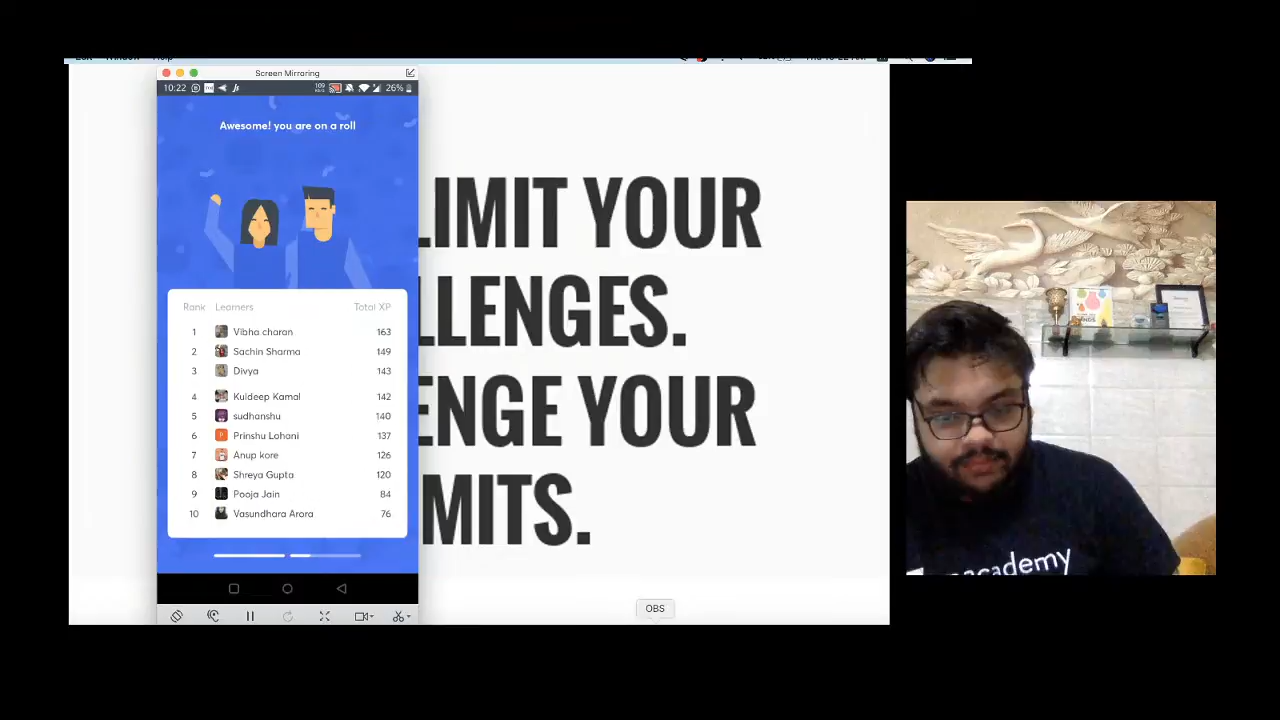 Screen Mirroring
10:22
26%
Awesome! you are on a roll
Rank Learners Total XP
1 Vibha charan 163
2 Sachin Sharma 149
3 Divya 143
4 Kuldeep Kamal 142
5 sudhanshu 140
6 Prinshu Lohani 137
7 Anup kore 126
8 Shreya Gupta 120
9 Pooja Jain 84
10 Vasundhara Arora 76
LIMIT YOUR
LLENGES.
ENGE YOUR
MITS.
OBS
academy